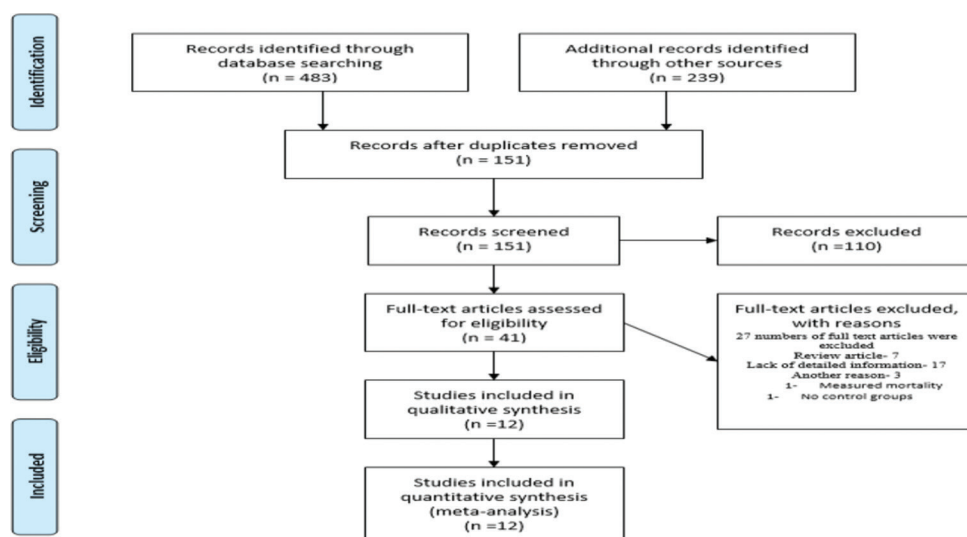 Identification
Records identified through
database searching
(n = 483)
Additional records identified
through other sources
(n = 239)
Records after duplicates removed
(n = 151)
Screening
Records screened
(n = 151)
Records excluded
(n =110)
Eligibility
Full-text articles assessed
for eligibility
(n = 41)
Full-text articles excluded,
with reasons
27 numbers of full text articles were
excluded
Review article- 7
Lack of detailed information- 17
Another reason- 3
1- Measured mortality
1- No control groups
Studies included in
qualitative synthesis
(n =12)
Included
Studies included in
quantitative synthesis
(meta-analysis)
(n =12)